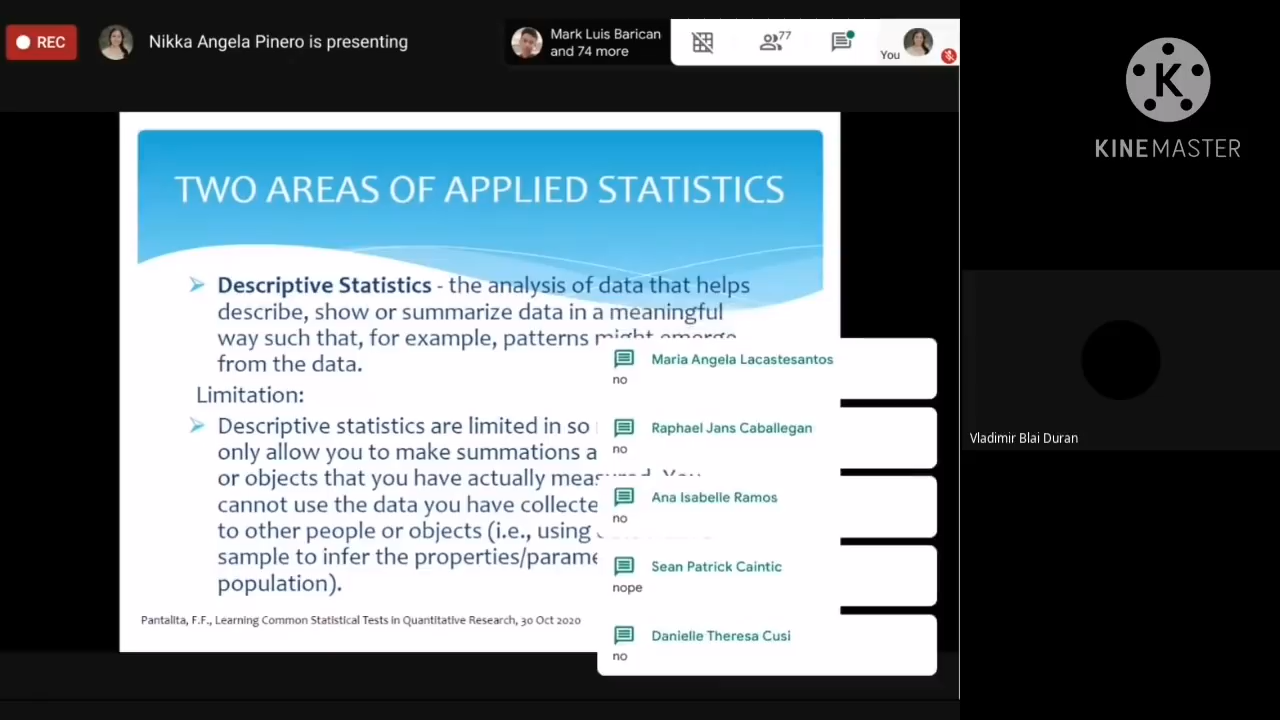 REC
Nikka Angela Pinero is presenting
Mark Luis Barican
and 74 more
77
You
KINEMASTER
TWO AREAS OF APPLIED STATISTICS
Descriptive Statistics - the analysis of data that helps
describe, show or summarize data in a meaningful
way such that, for example, patterns might emerge
from the data.
Limitation:
Descriptive statistics are limited in so
only allow you to make summations a
or objects that you have actually measured. You
cannot use the data you have collecte
to other people or objects (i.e., using
sample to infer the properties/parame
population).
Pantalita, F.F., Learning Common Statistical Tests in Quantitative Research, 30 Oct 2020
Maria Angela Lacastesantos
no
Raphael Jans Caballegan
no
Ana Isabelle Ramos
no
Sean Patrick Caintic
nope
Danielle Theresa Cusi
no
Vladimir Blai Duran